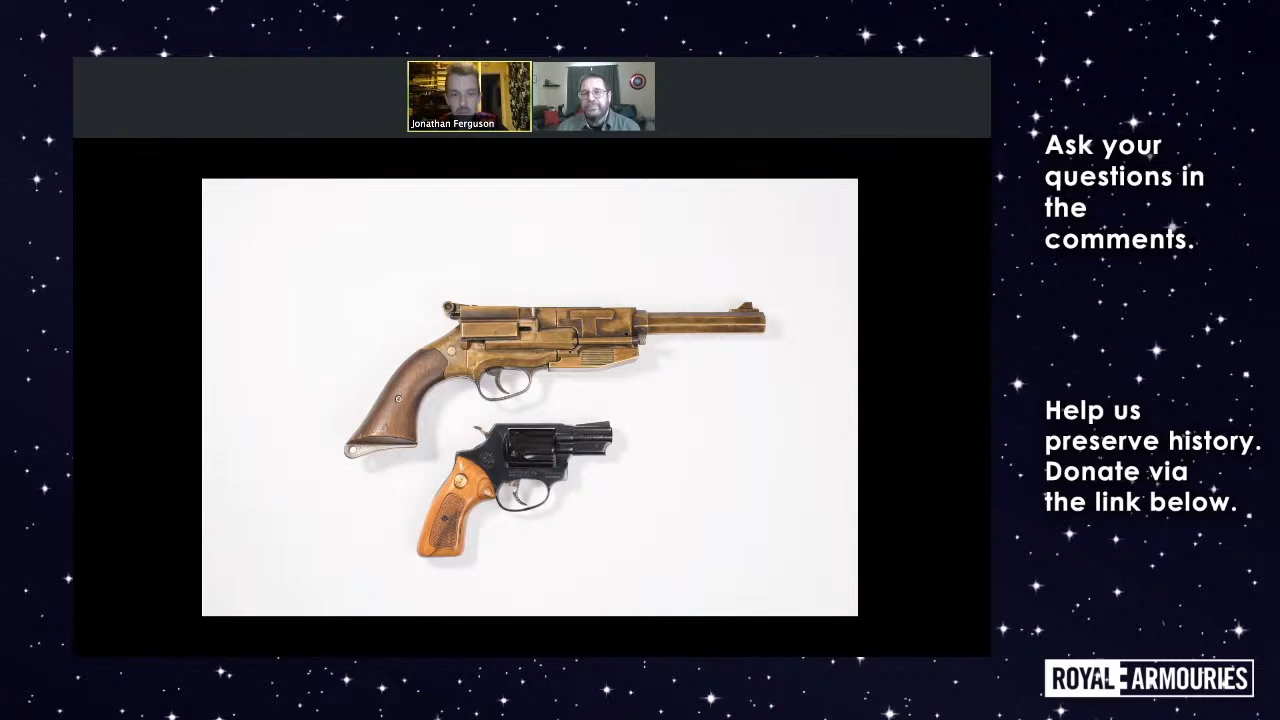 Jonathan Ferguson
Ask your
questions in
the
comments.
Help us
preserve history.
Donate via
the link below.
ROYAL ARMOURIES